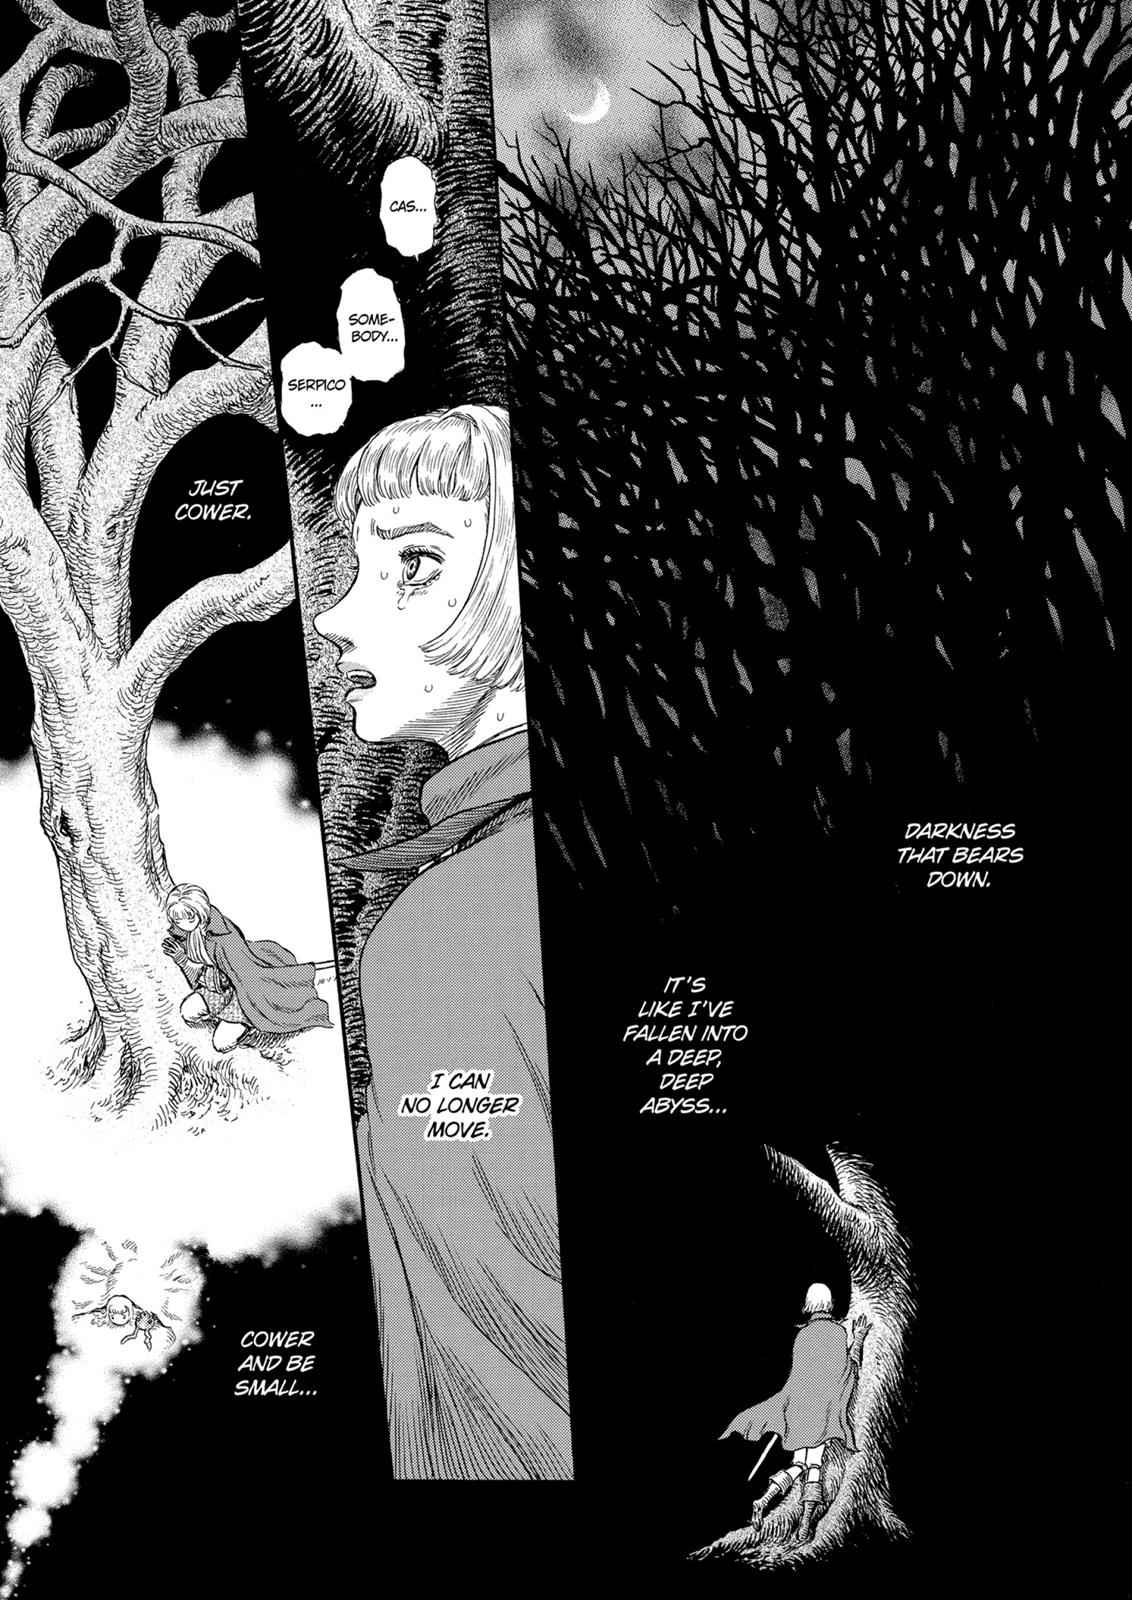 DARKNESS
THAT BEARS
DOWN.
IT'S
LIKE I'VE
FALLEN INTO
A DEEP,
DEEP
ABYSS...
CAS...
SOME-
BODY...
SERPICO
...
I CAN
NO LONGER
MOVE.
JUST
COWER.
COWER
AND BE
SMALL...